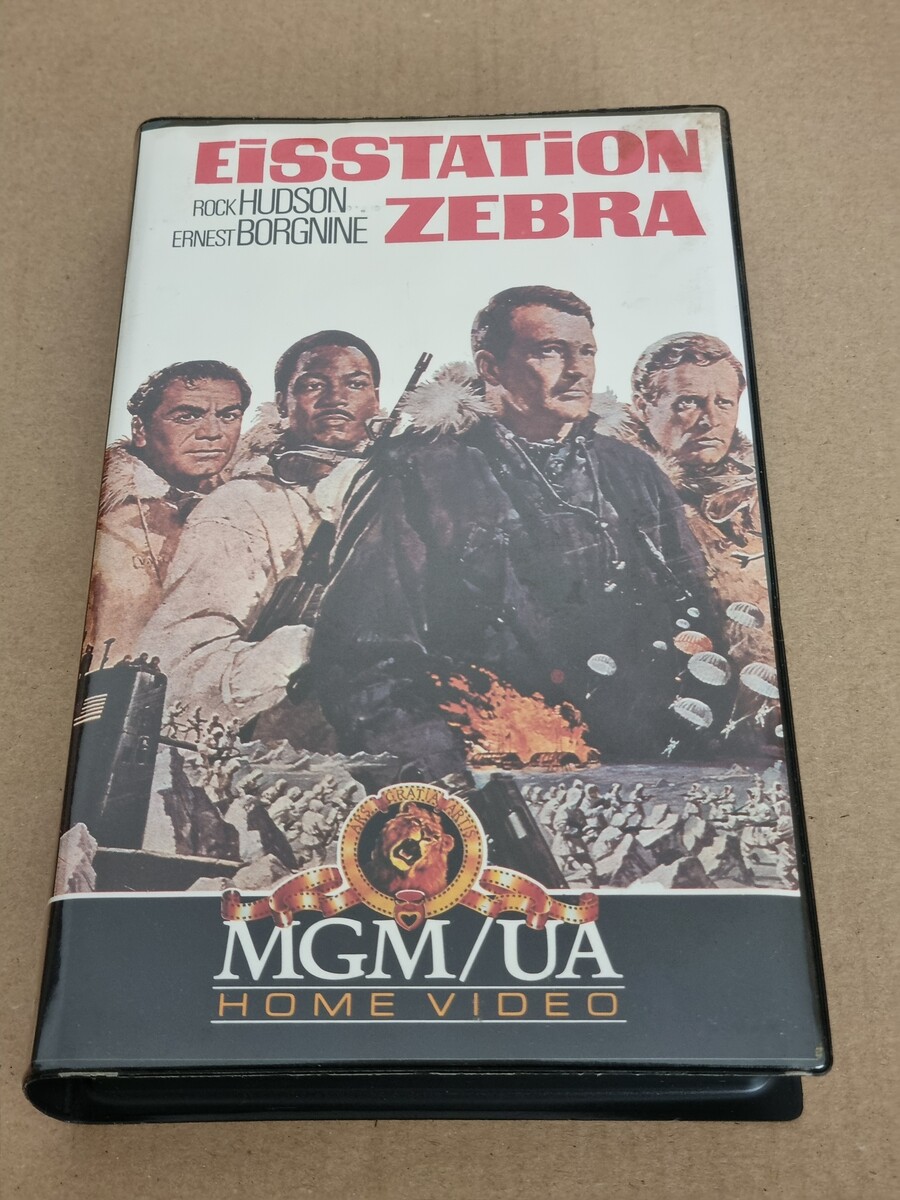 EiSSTATiON
ROCK HUDSON
ERNEST BORGNINE
ZEBRA
ARS GRATIA ARTIS
MGM/UA
HOME VIDEO